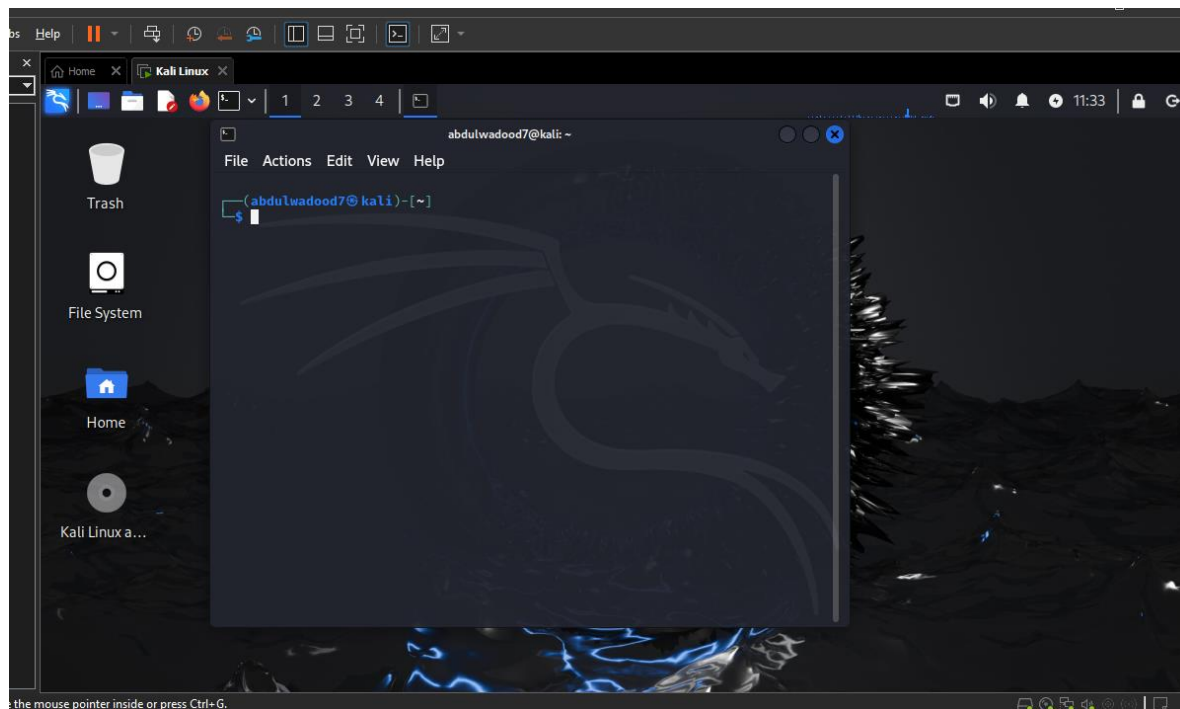 bs Help
Home Kali Linux
1 2 3 4 11:33
abdulwadood7@kali: ~
File Actions Edit View Help
Trash
┌──(abdulwadood7㉿kali)-[~]
└─$
File System
Home
Kali Linux a...
the mouse pointer inside or press Ctrl+G.